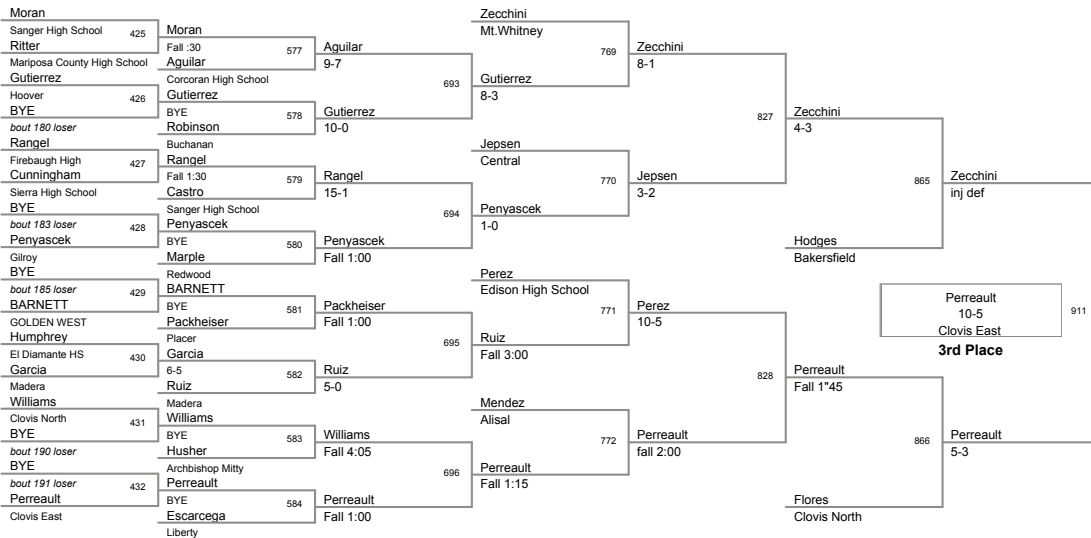 Moran
Sanger High School
425
Ritter
Mariposa County High School
Gutierrez
Hoover
426
BYE
bout 180 loser
Rangel
Firebaugh High
427
Cunningham
Sierra High School
BYE
bout 183 loser
428
Penyascek
Gilroy
BYE
bout 185 loser
429
BARNETT
GOLDEN WEST
Humphrey
El Diamante HS
430
Garcia
Madera
Williams
Clovis North
431
BYE
bout 190 loser
BYE
bout 191 loser
432
Perreault
Clovis East
Moran
Fall :30
577
Aguilar
Corcoran High School
Gutierrez
BYE
578
Robinson
Buchanan
Rangel
Fall 1:30
579
Castro
Sanger High School
Penyascek
BYE
580
Marple
Redwood
BARNETT
BYE
581
Packheiser
Placer
Garcia
6-5
582
Ruiz
Madera
Williams
BYE
583
Husher
Archbishop Mitty
Perreault
BYE
584
Escarcega
Liberty
Aguilar
9-7
693
Gutierrez
10-0
Rangel
15-1
694
Penyascek
Fall 1:00
Packheiser
Fall 1:00
695
Ruiz
5-0
Williams
Fall 4:05
696
Perreault
Fall 1:00
Zecchini
Mt.Whitney
769
Gutierrez
8-3
Jepsen
Central
770
Penyascek
1-0
Perez
Edison High School
771
Ruiz
Fall 3:00
Mendez
Alisal
772
Perreault
Fall 1:15
Zecchini
8-1
827
Jepsen
3-2
Perez
10-5
828
Perreault
fall 2:00
Zecchini
4-3
865
Hodges
Bakersfield
Perreault
Fall 1"45
866
Flores
Clovis North
Zecchini
inj def
Perreault
10-5
911
Clovis East
3rd Place
Perreault
5-3